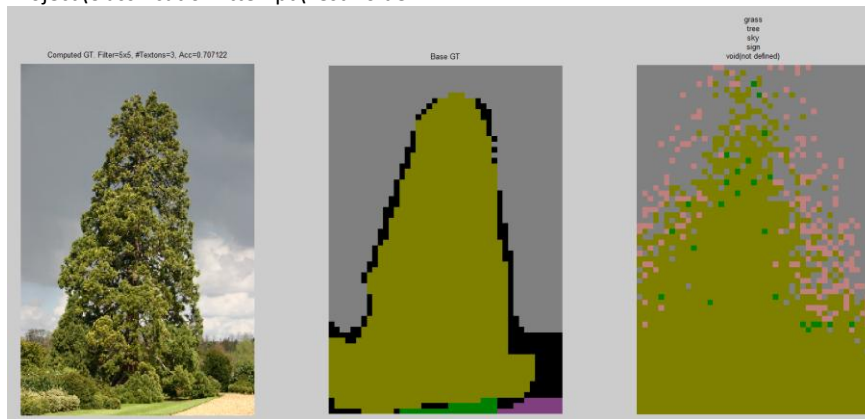 Computed GT. Filter=5x5, #Textons=3, Acc=0.707122
Base GT
grass
tree
sky
sign
void(not defined)